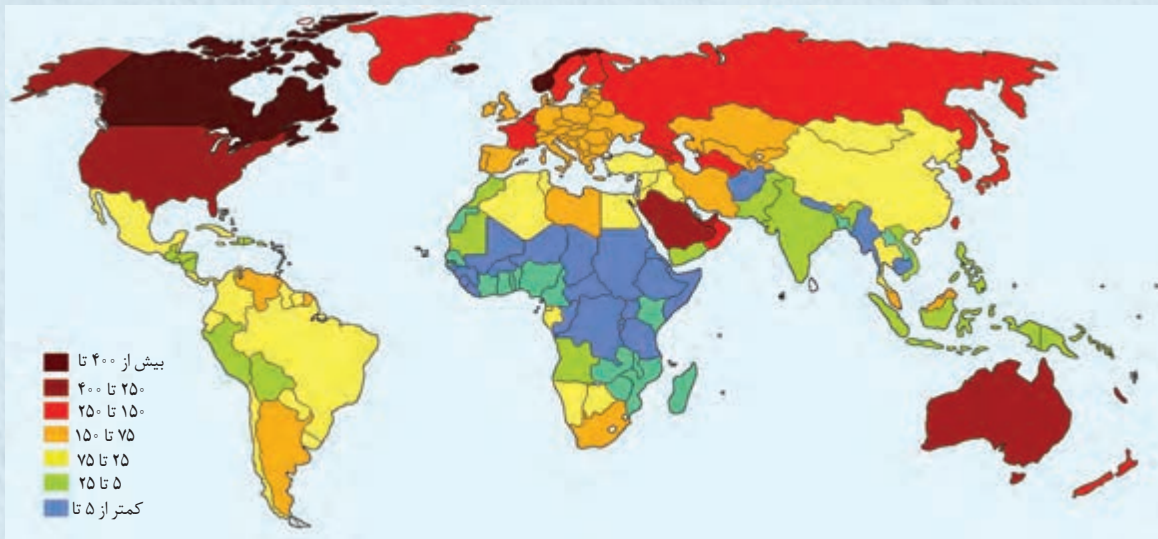 بیش از ۴۰۰ تا
۲۵۰ تا ۴۰۰
۱۵۰ تا ۲۵۰
۷۵ تا ۱۵۰
۲۵ تا ۷۵
۵ تا ۲۵
کمتر از ۵ تا